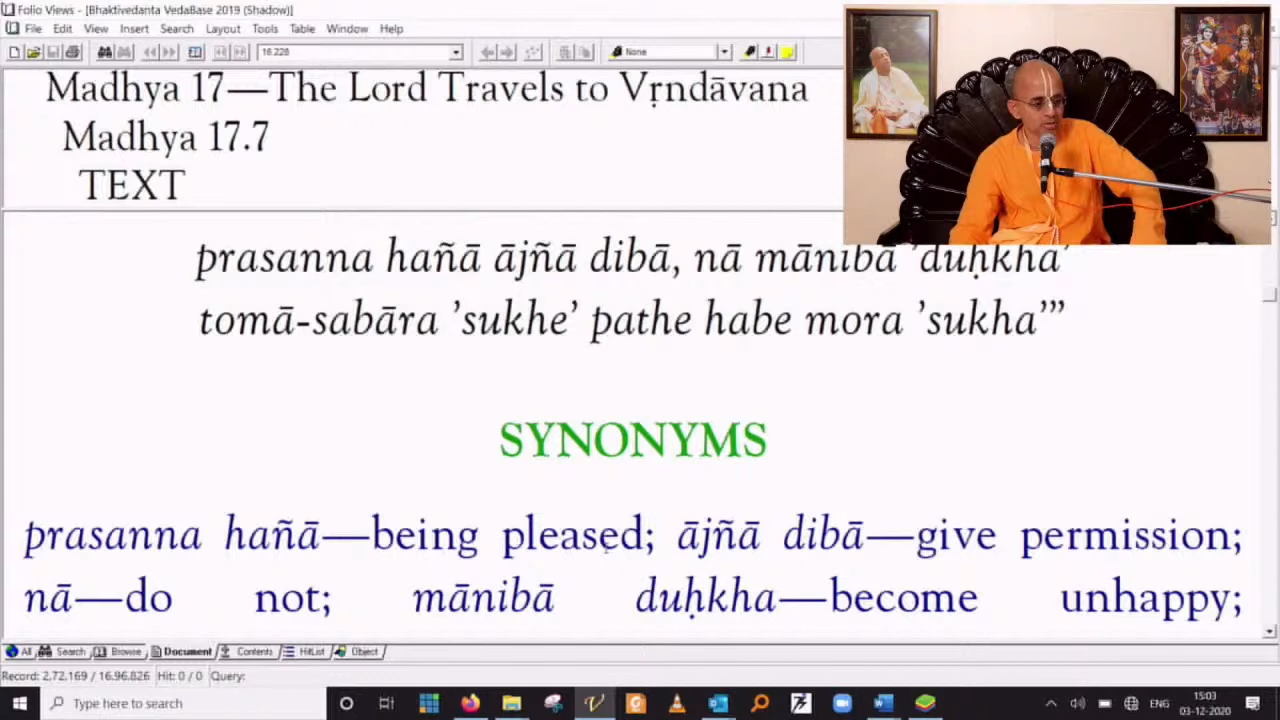 Folio Views - [Bhaktivedanta VedaBase 2019 (Shadow)]
File Edit View Insert Search Layout Tools Table Window Help
16.228 None
Madhya 17—The Lord Travels to Vṛndāvana
Madhya 17.7
TEXT
prasanna hañā ājñā dibā, nā mānibā ’duḥkha’
tomā-sabāra ’sukhe’ pathe habe mora ’sukha’”
SYNONYMS
prasanna hañā—being pleased; ājñā dibā—give permission;
nā—do not; mānibā duḥkha—become unhappy;
All Search Browse Document Contents HitList Object
Record: 2,72,169 / 16,96,826 Hit: 0 / 0 Query:
Type here to search
ENG
15:03
03-12-2020